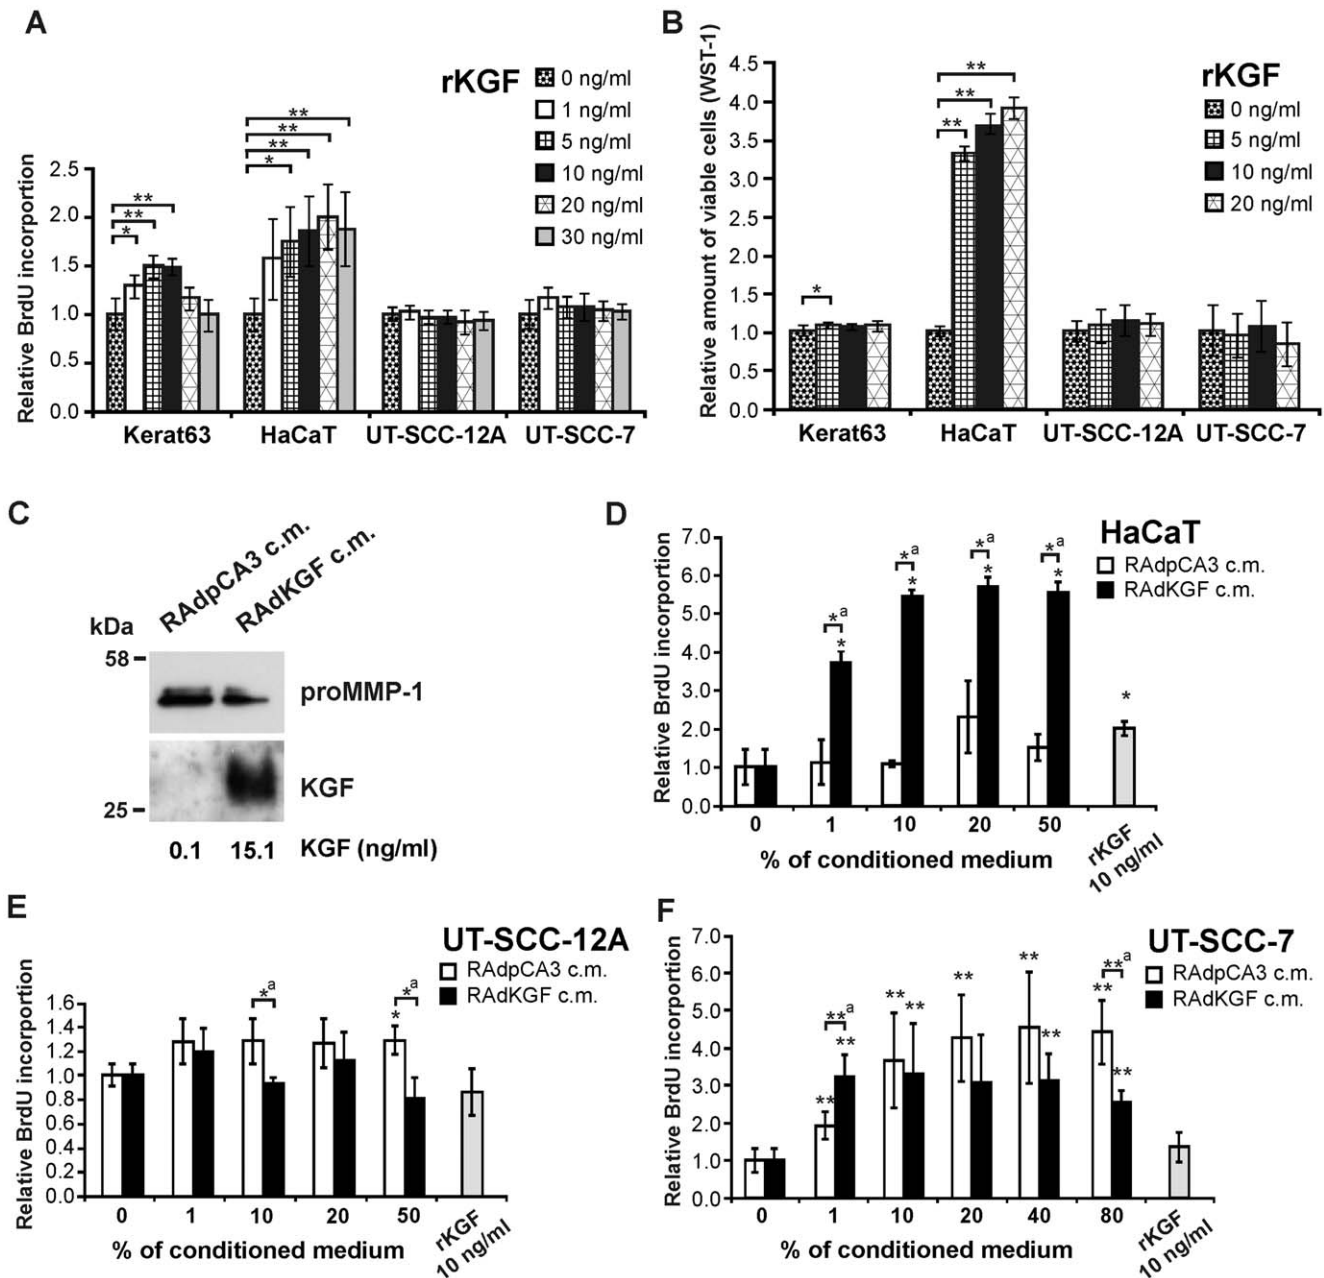 A
rKGF
0 ng/ml
1 ng/ml
5 ng/ml
10 ng/ml
20 ng/ml
30 ng/ml
Relative BrdU incorporation
2.5
2.0
1.5
1.0
0.5
0.0
* ** **
* ** ** **
Kerat63 HaCaT UT-SCC-12A UT-SCC-7
B
rKGF
0 ng/ml
5 ng/ml
10 ng/ml
20 ng/ml
Relative amount of viable cells (WST-1)
4.5
4.0
3.5
3.0
2.5
2.0
1.5
1.0
0.5
0.0
*
** ** **
Kerat63 HaCaT UT-SCC-12A UT-SCC-7
C
RAdpCA3 c.m.
RAdKGF c.m.
kDa
58
proMMP-1
KGF
25
0.1 15.1 KGF (ng/ml)
D
HaCaT
RAdpCA3 c.m.
RAdKGF c.m.
Relative BrdU incorporation
7.0
6.0
5.0
4.0
3.0
2.0
1.0
0.0
*a *a *a *a
* * * * *
0 1 10 20 50
rKGF
10 ng/ml
% of conditioned medium
E
UT-SCC-12A
RAdpCA3 c.m.
RAdKGF c.m.
Relative BrdU incorporation
1.6
1.4
1.2
1.0
0.8
0.6
0.4
0.2
0.0
*a *a
*
0 1 10 20 50
rKGF
10 ng/ml
% of conditioned medium
F
UT-SCC-7
RAdpCA3 c.m.
RAdKGF c.m.
Relative BrdU incorporation
7.0
6.0
5.0
4.0
3.0
2.0
1.0
0.0
**a **a
** ** ** ** ** ** ** ** **
0 1 10 20 40 80
rKGF
10 ng/ml
% of conditioned medium